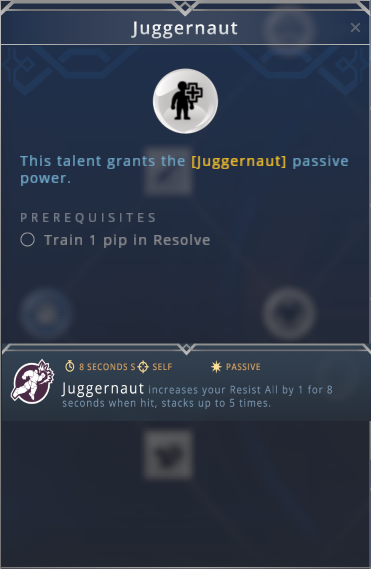 Juggernaut
This talent grants the [Juggernaut] passive
power.
PREREQUISITES
Train 1 pip in Resolve
8 SECONDS S SELF PASSIVE
Juggernaut increases your Resist All by 1 for 8
seconds when hit, stacks up to 5 times.